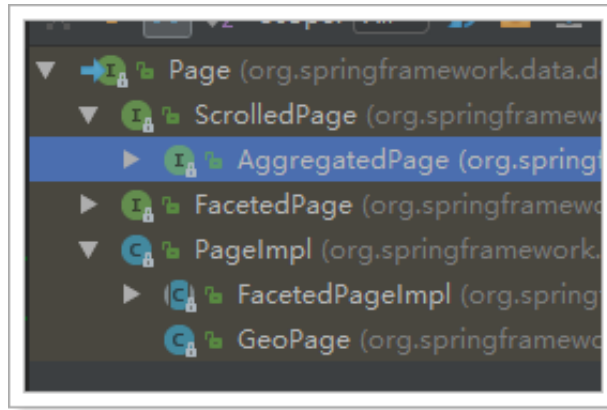 Page (org.springframework.data.d
ScrolledPage (org.springframew
AggregatedPage (org.spring
FacetedPage (org.springframewo
PageImpl (org.springframework.
FacetedPageImpl (org.spring
GeoPage (org.springframewo